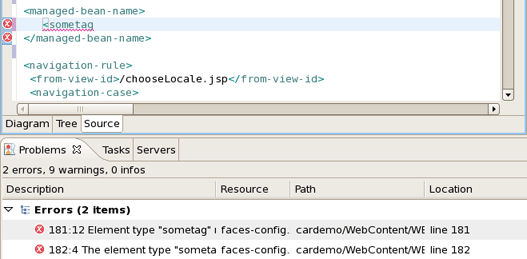 <managed-bean-name>
<sometag
</managed-bean-name>
<navigation-rule>
<from-view-id>/chooseLocale.jsp</from-view-id>
<navigation-case>
Diagram Tree Source
Problems Tasks Servers
2 errors, 9 warnings, 0 infos
Description Resource Path Location
Errors (2 items)
181:12 Element type "sometag" faces-config. cardemo/WebContent/WE line 181
182:4 The element type "someta faces-config. cardemo/WebContent/WE line 182